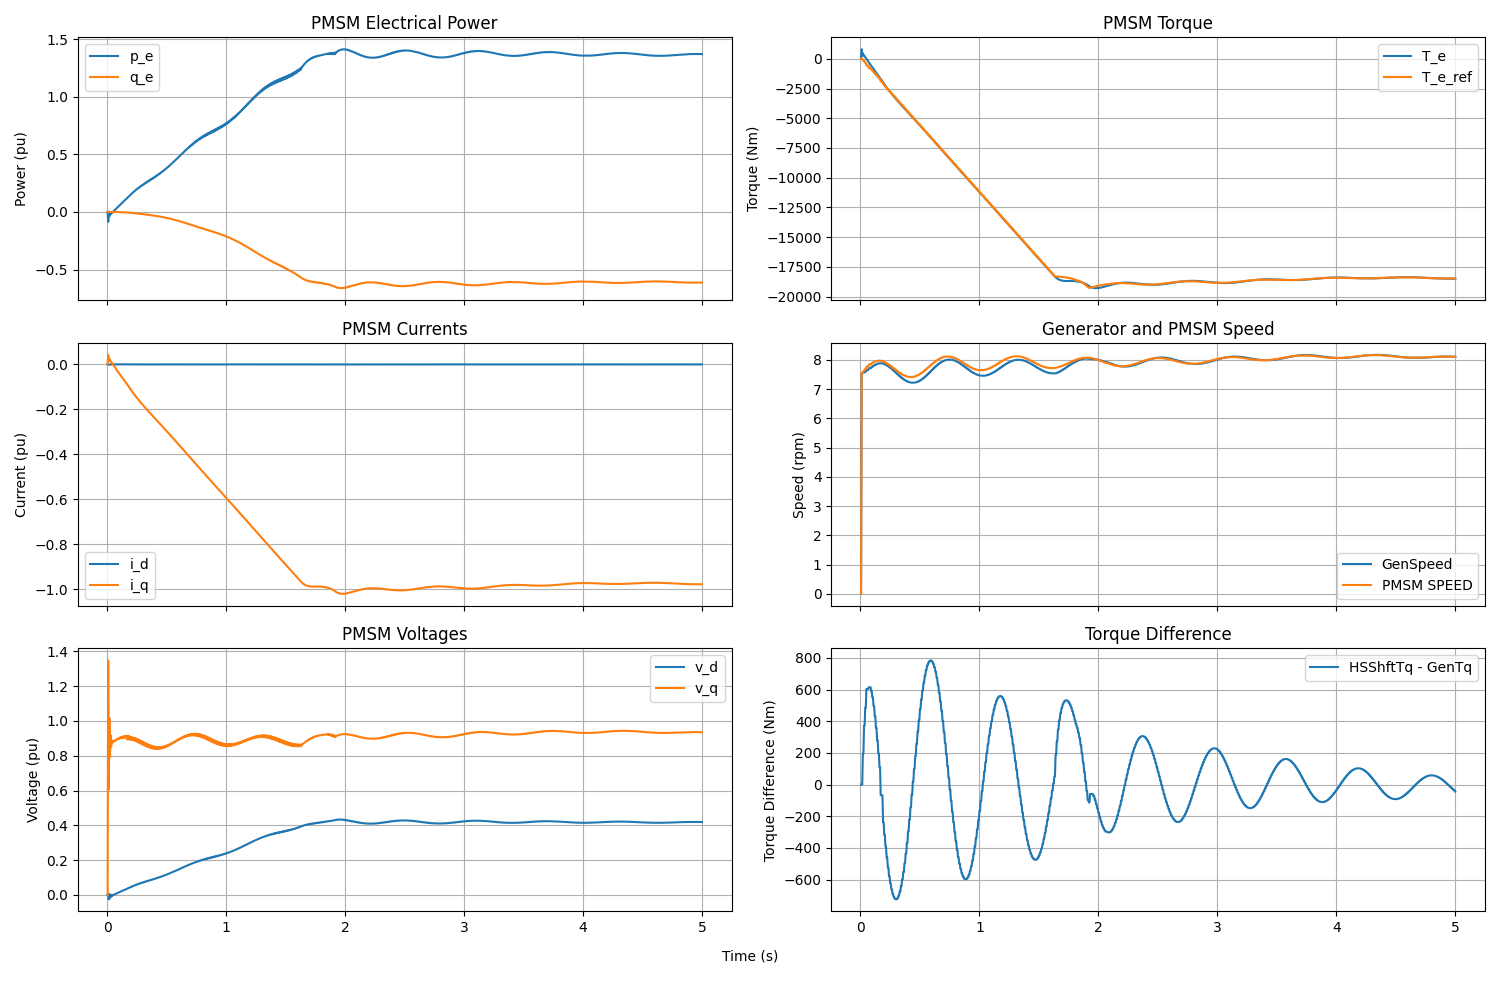 PMSM Electrical Power
p_e
q_e
Power (pu)
1.5
1.0
0.5
0.0
−0.5
PMSM Torque
T_e
T_e_ref
Torque (Nm)
0
−2500
−5000
−7500
−10000
−12500
−15000
−17500
−20000
PMSM Currents
i_d
i_q
Current (pu)
0.0
−0.2
−0.4
−0.6
−0.8
−1.0
Generator and PMSM Speed
GenSpeed
PMSM SPEED
Speed (rpm)
8
7
6
5
4
3
2
1
0
PMSM Voltages
v_d
v_q
Voltage (pu)
1.4
1.2
1.0
0.8
0.6
0.4
0.2
0.0
0 1 2 3 4 5
Torque Difference
HSShftTq - GenTq
Torque Difference (Nm)
800
600
400
200
0
−200
−400
−600
0 1 2 3 4 5
Time (s)